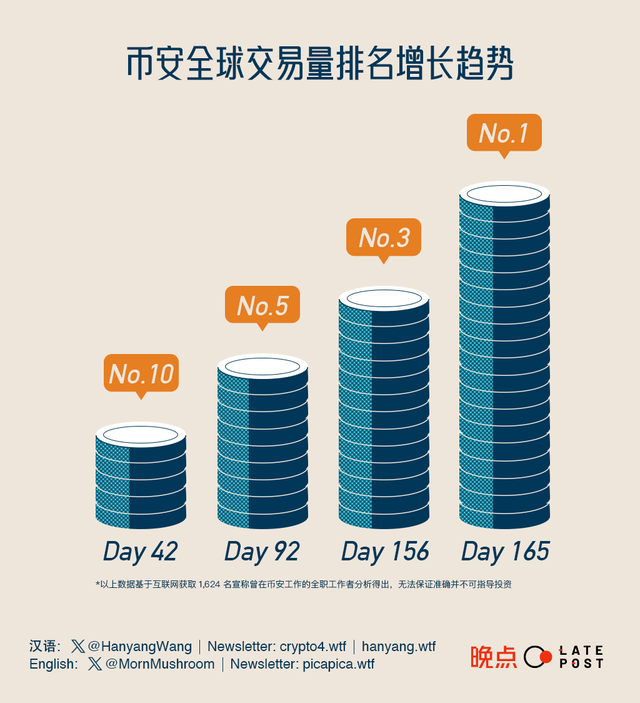 币安全球交易量排名增长趋势
No.1
No.3
No.5
No.10
Day 42 Day 92 Day 156 Day 165
*以上数据基于互联网获取 1,624 名宣称曾在币安工作的全职工作者分析得出，无法保证准确并不可指导投资
汉语： X @HanyangWang | Newsletter: crypto4.wtf | hanyang.wtf
English: X @MornMushroom | Newsletter: picapica.wtf
晚点 LATE
POST